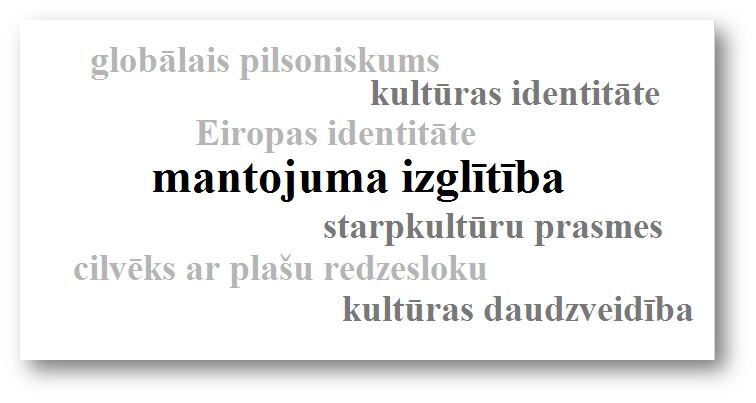 globālais pilsoniskums
kultūras identitāte
Eiropas identitāte
mantojuma izglītība
starpkultūru prasmes
cilvēks ar plašu redzesloku
kultūras daudzveidība